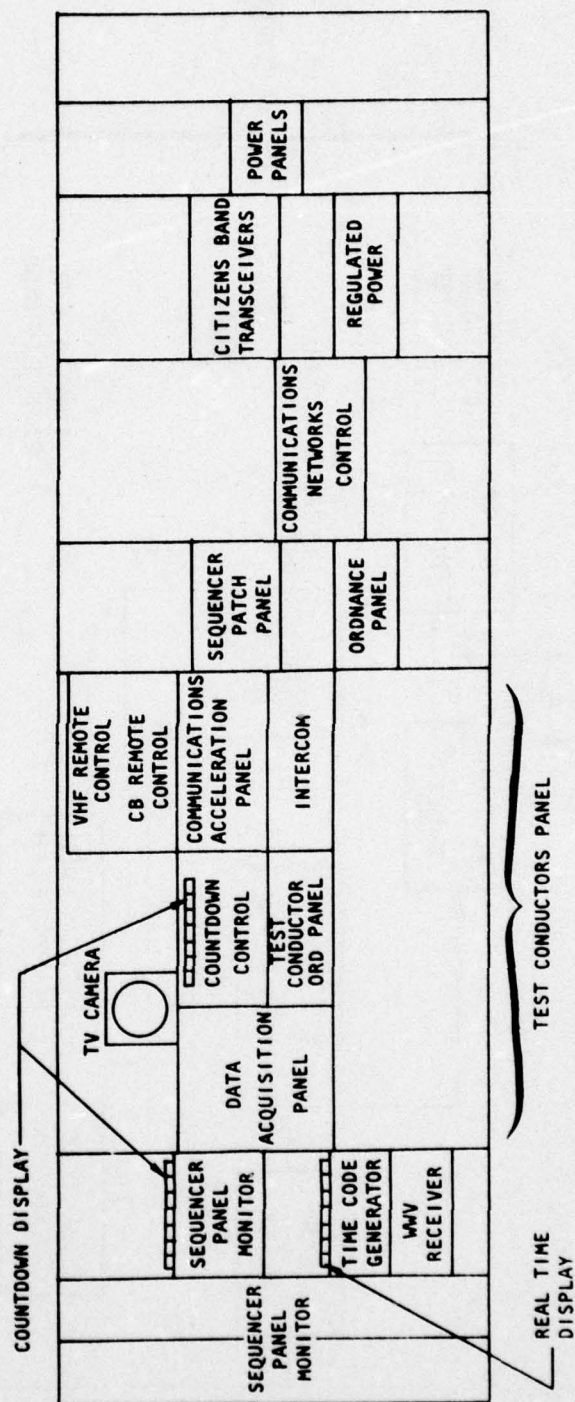 COUNTDOWN DISPLAY
TV CAMERA
VHF REMOTE
CONTROL
CB REMOTE
CONTROL
SEQUENCER
PANEL
MONITOR
SEQUENCER
PANEL
MONITOR
DATA
ACQUISITION
PANEL
COUNTDOWN
CONTROL
TEST
CONDUCTOR
ORD PANEL
COMMUNICATIONS
ACCELERATION
PANEL
INTERCOM
SEQUENCER
PATCH
PANEL
ORDNANCE
PANEL
COMMUNICATIONS
NETWORKS
CONTROL
CITIZENS BAND
TRANSCEIVERS
REGULATED
POWER
POWER
PANELS
TIME CODE
GENERATOR
WWV
RECEIVER
REAL TIME
DISPLAY
TEST CONDUCTORS PANEL